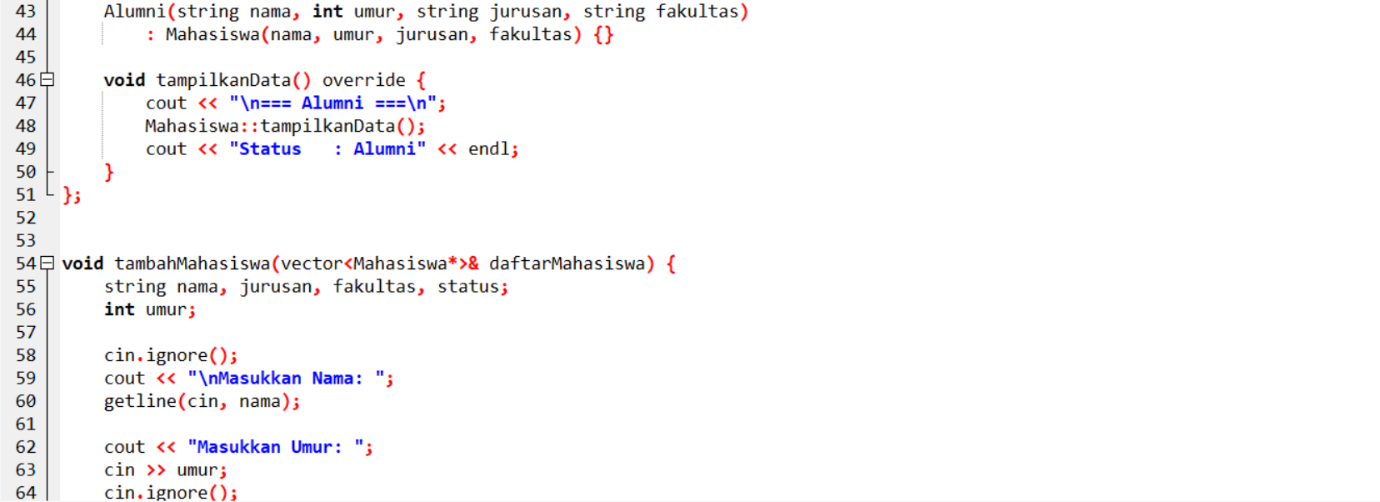 43 Alumni(string nama, int umur, string jurusan, string fakultas)
44 : Mahasiswa(nama, umur, jurusan, fakultas) {}
45
46 void tampilkanData() override {
47 cout << "\n=== Alumni ===\n";
48 Mahasiswa::tampilkanData();
49 cout << "Status   : Alumni" << endl;
50 }
51 };
52
53
54 void tambahMahasiswa(vector<Mahasiswa*>& daftarMahasiswa) {
55 string nama, jurusan, fakultas, status;
56 int umur;
57
58 cin.ignore();
59 cout << "\nMasukkan Nama: ";
60 getline(cin, nama);
61
62 cout << "Masukkan Umur: ";
63 cin >> umur;
64 cin.ignore();